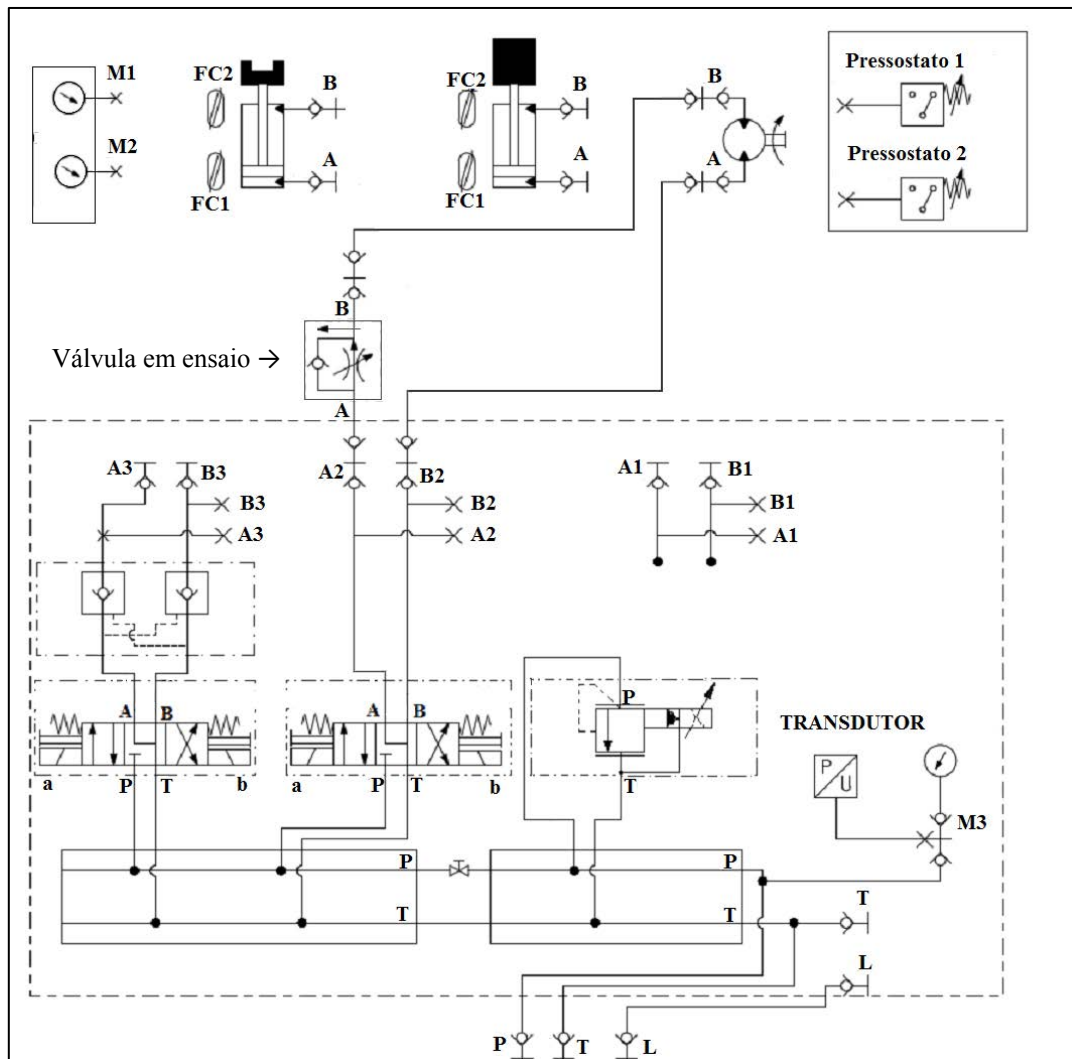 M1
M2
FC2
B
A
FC1
FC2
B
A
FC1
B
A
Pressostato 1
Pressostato 2
B
Válvula em ensaio →
A
A3
B3
B3
A3
A2
B2
B2
A2
A1
B1
B1
A1
A B
a P T b
A B
a P T b
P
T
TRANSDUTOR
P
U
M3
P
T
P
T
T
L
P T L